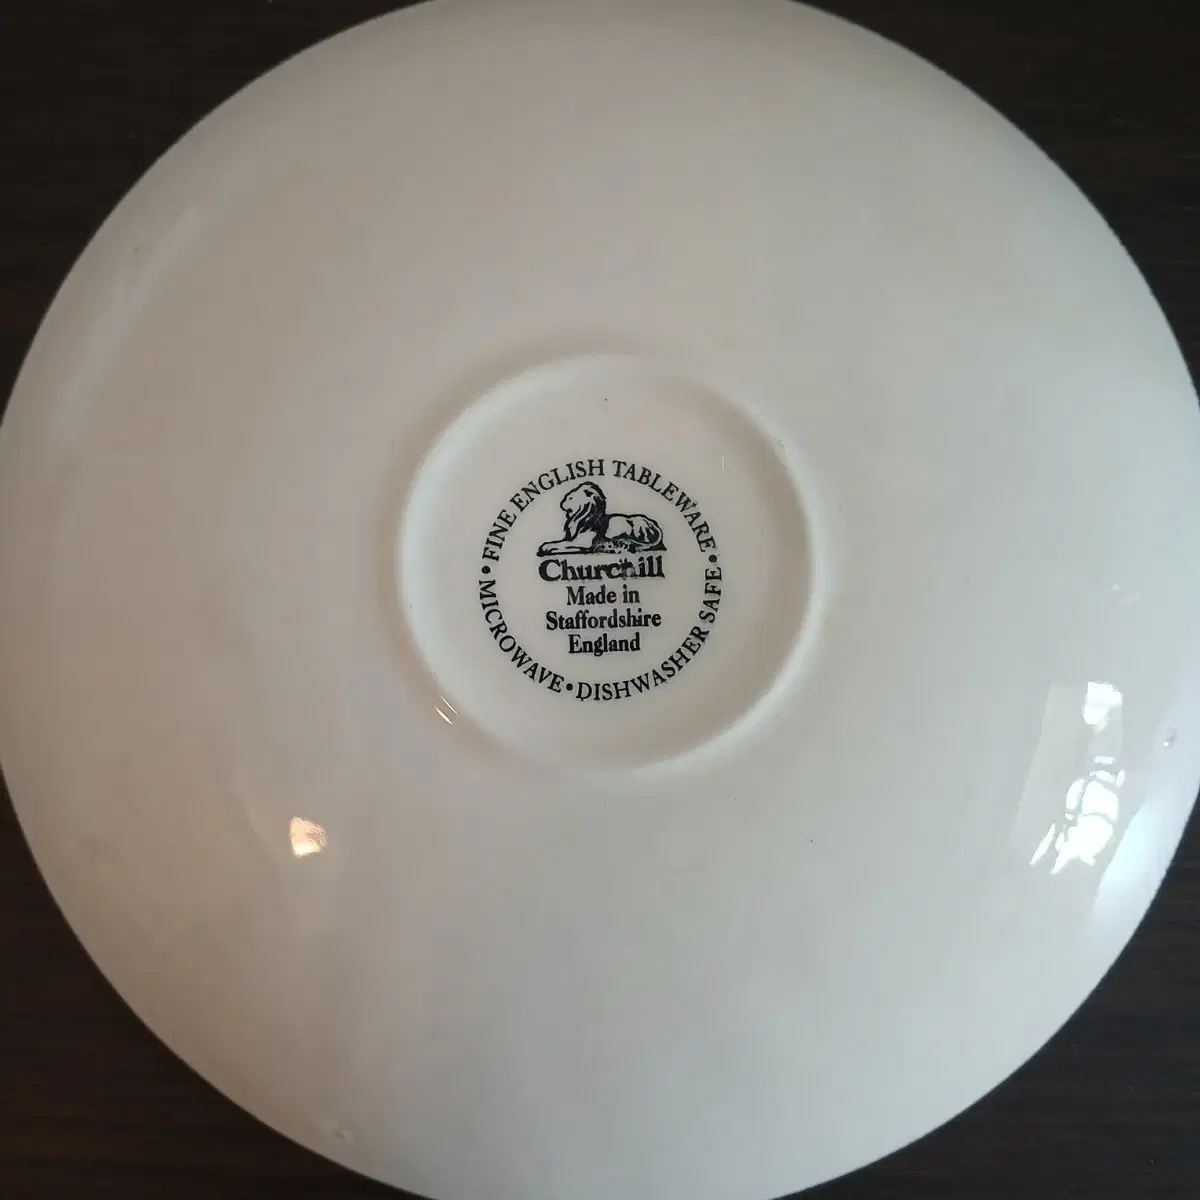 • FINE ENGLISH TABLEWARE •
Churchill
Made in
Staffordshire
England
MICROWAVE • DISHWASHER SAFE